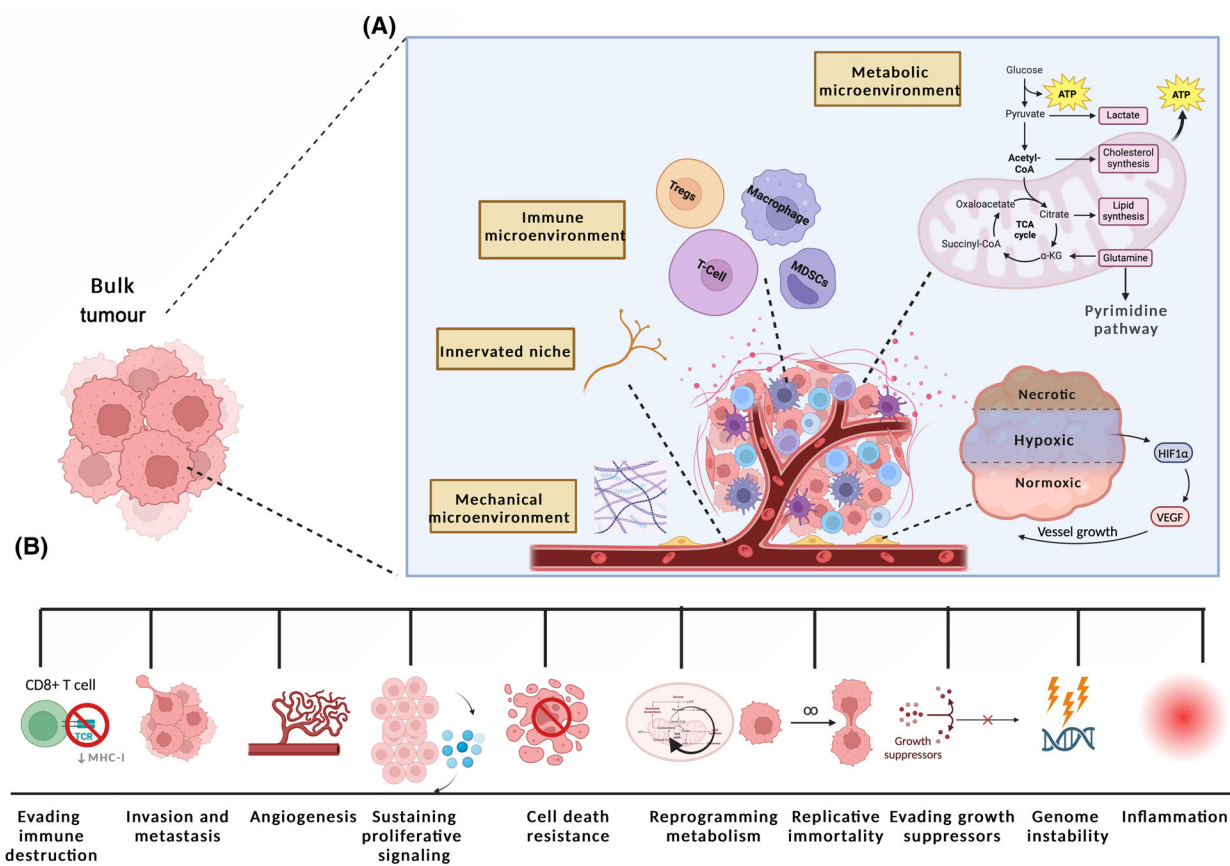 (A)
Metabolic
microenvironment
Glucose
ATP
ATP
Pyruvate
Lactate
Acetyl-
CoA
Cholesterol
synthesis
Oxaloacetate
Citrate
Lipid
synthesis
TCA
cycle
Succinyl-CoA
α-KG
Glutamine
Pyrimidine
pathway
Immune
microenvironment
Tregs
Macrophage
T-Cell
MDSCs
Bulk
tumour
Innervated niche
Mechanical
microenvironment
Necrotic
Hypoxic
Normoxic
HIF1α
VEGF
Vessel growth
(B)
CD8+ T cell
TCR
↓MHC-I
∞
Growth
suppressors
Evading
immune
destruction
Invasion and
metastasis
Angiogenesis
Sustaining
proliferative
signaling
Cell death
resistance
Reprogramming
metabolism
Replicative
immortality
Evading growth
suppressors
Genome
instability
Inflammation